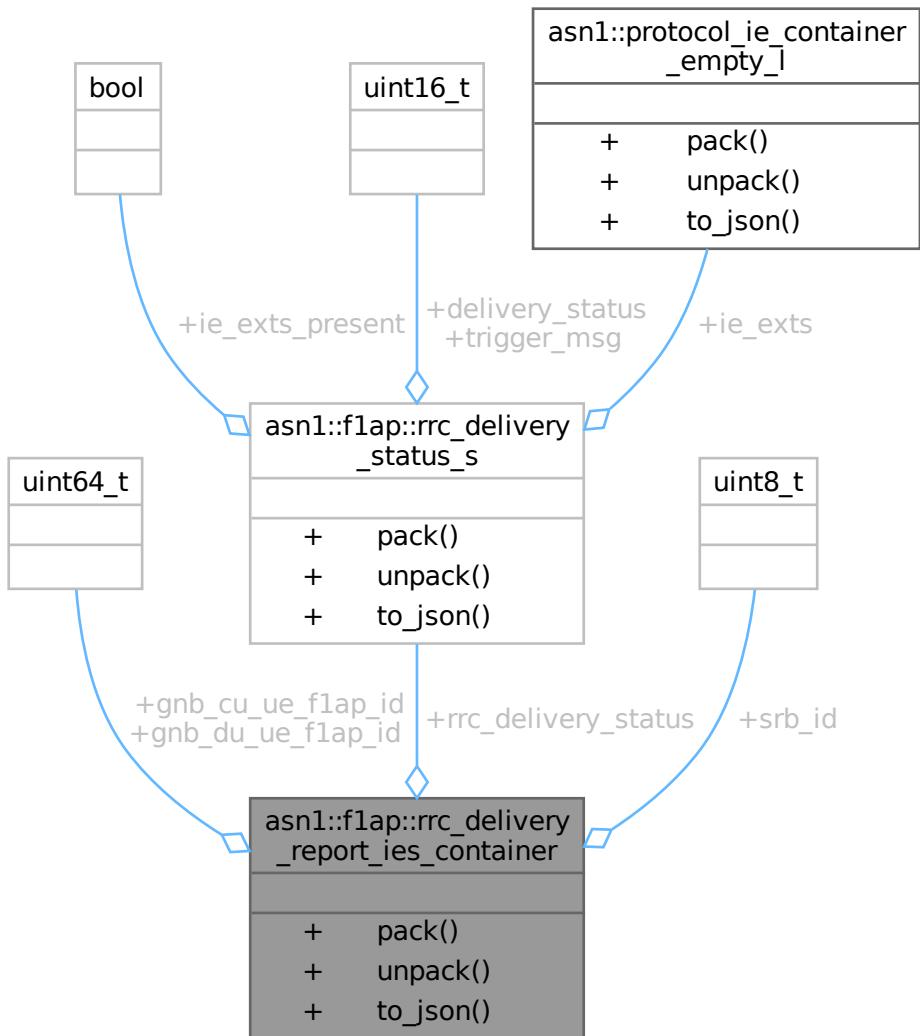 asn1::protocol_ie_container
_empty_l
bool
uint16_t
+ pack()
+ unpack()
+ to_json()
+ie_exts_present
+delivery_status
+trigger_msg
+ie_exts
asn1::f1ap::rrc_delivery
_status_s
uint64_t
uint8_t
+ pack()
+ unpack()
+ to_json()
+gnb_cu_ue_f1ap_id
+gnb_du_ue_f1ap_id
+rrc_delivery_status
+srb_id
asn1::f1ap::rrc_delivery
_report_ies_container
+ pack()
+ unpack()
+ to_json()